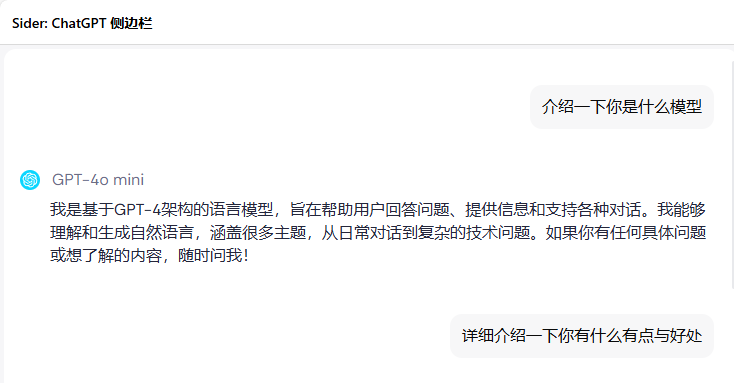 Sider: ChatGPT 侧边栏
介绍一下你是什么模型
GPT-4o mini
我是基于GPT-4架构的语言模型，旨在帮助用户回答问题、提供信息和支持各种对话。我能够
理解和生成自然语言，涵盖很多主题，从日常对话到复杂的技术问题。如果你有任何具体问题
或想了解的内容，随时问我！
详细介绍一下你有什么有点与好处